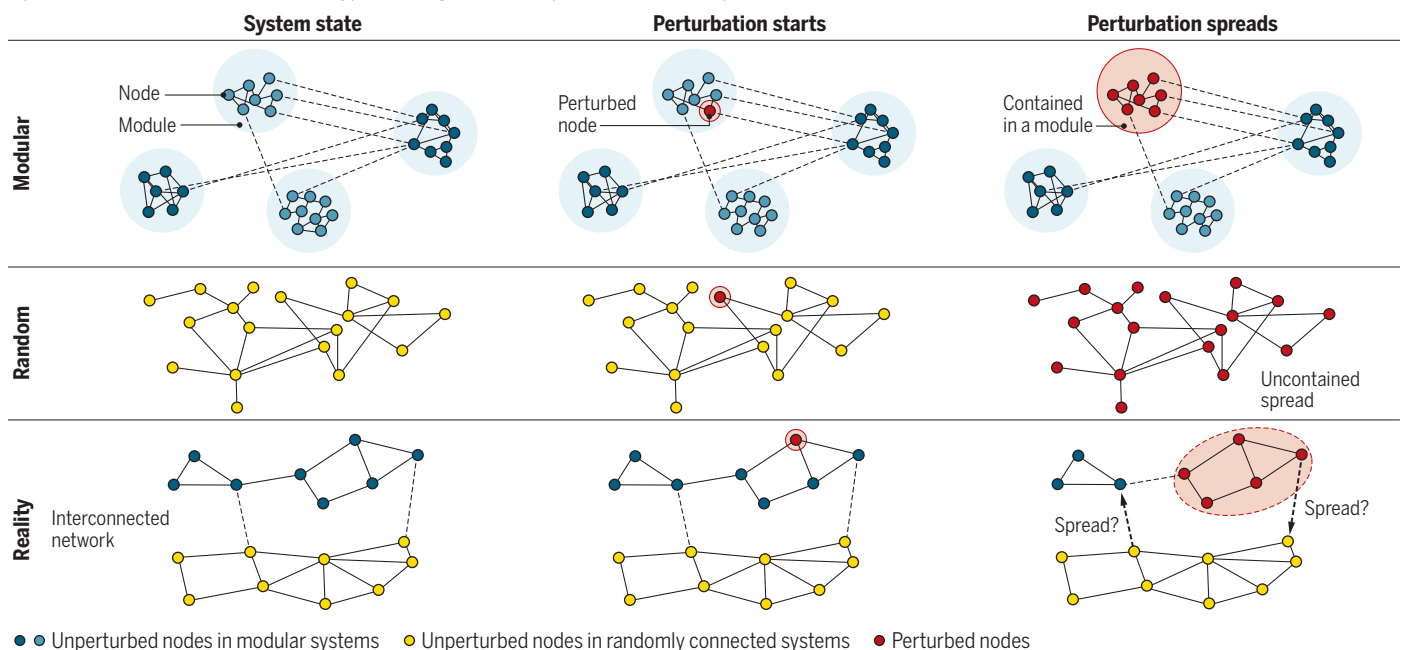 System state
Perturbation starts
Perturbation spreads
Modular
Node
Module
Perturbed
node
Contained
in a module
Random
Uncontained
spread
Reality
Interconnected
network
Spread?
Spread?
Unperturbed nodes in modular systems
Unperturbed nodes in randomly connected systems
Perturbed nodes